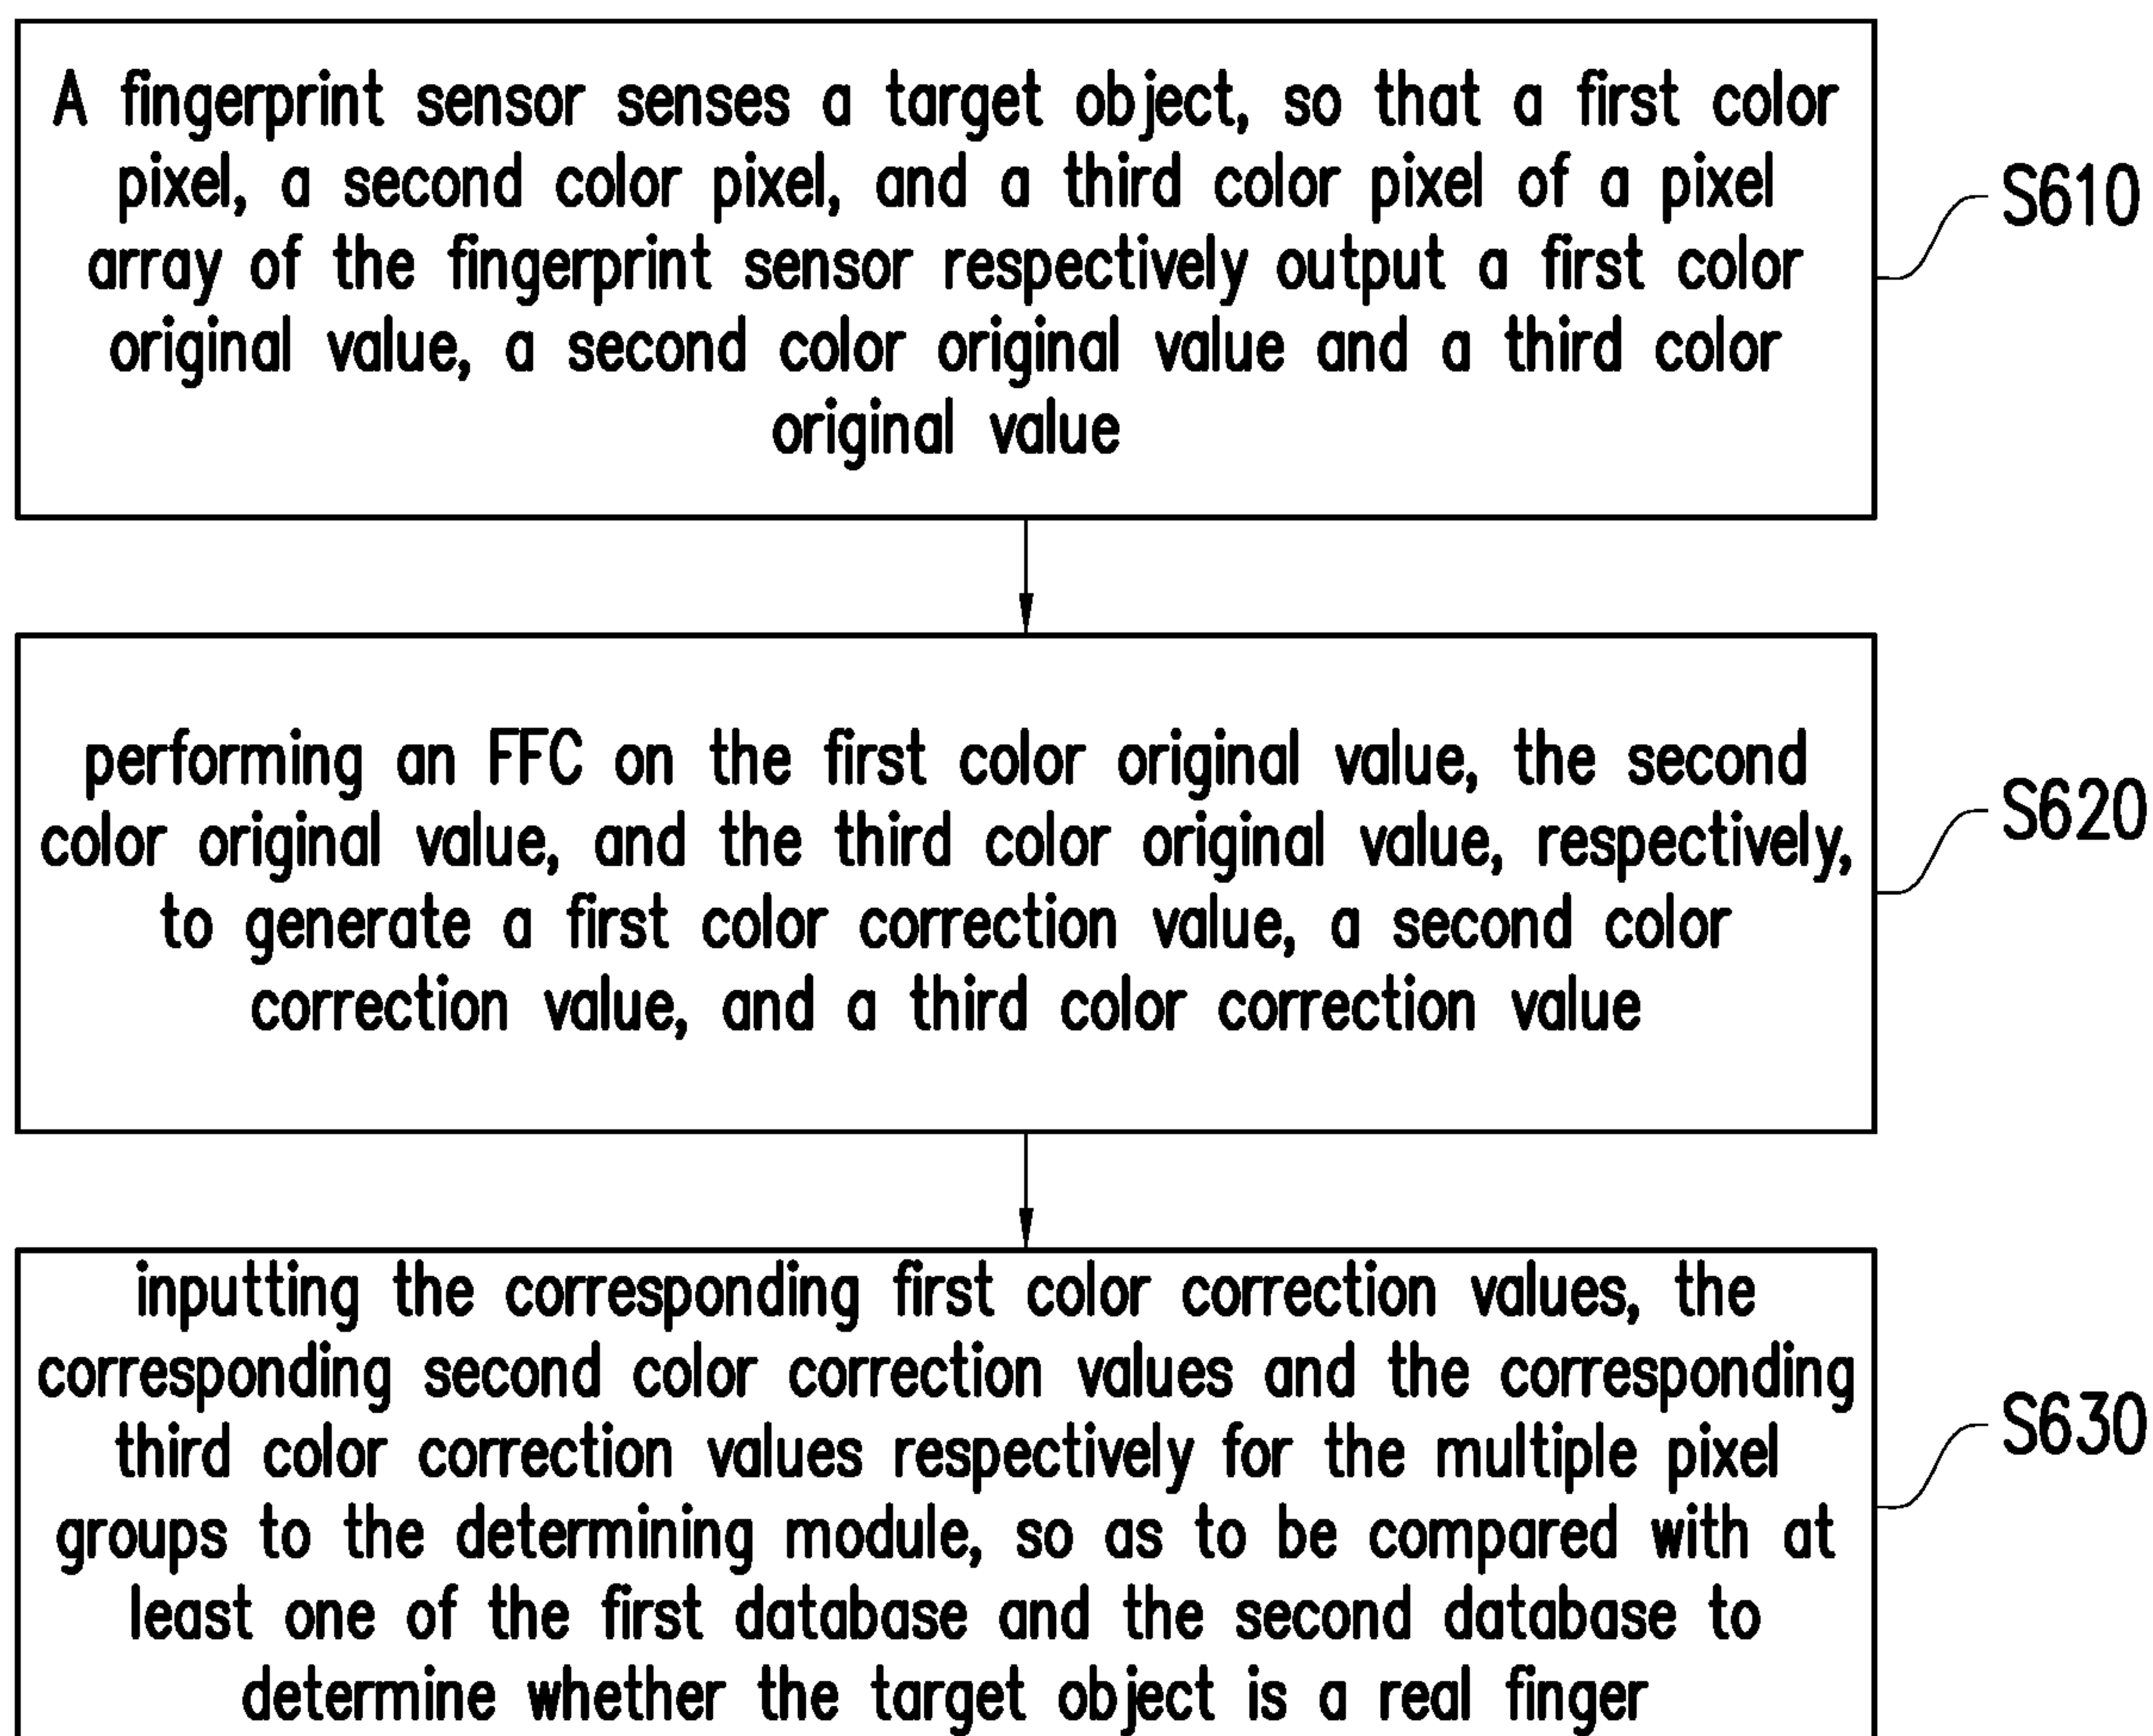 A fingerprint sensor senses a target object, so that a first color
pixel, a second color pixel, and a third color pixel of a pixel
array of the fingerprint sensor respectively output a first color
original value, a second color original value and a third color
original value
S610
performing an FFC on the first color original value, the second
color original value, and the third color original value, respectively,
to generate a first color correction value, a second color
correction value, and a third color correction value
S620
inputting the corresponding first color correction values, the
corresponding second color correction values and the corresponding
third color correction values respectively for the multiple pixel
groups to the determining module, so as to be compared with at
least one of the first database and the second database to
determine whether the target object is a real finger
S630